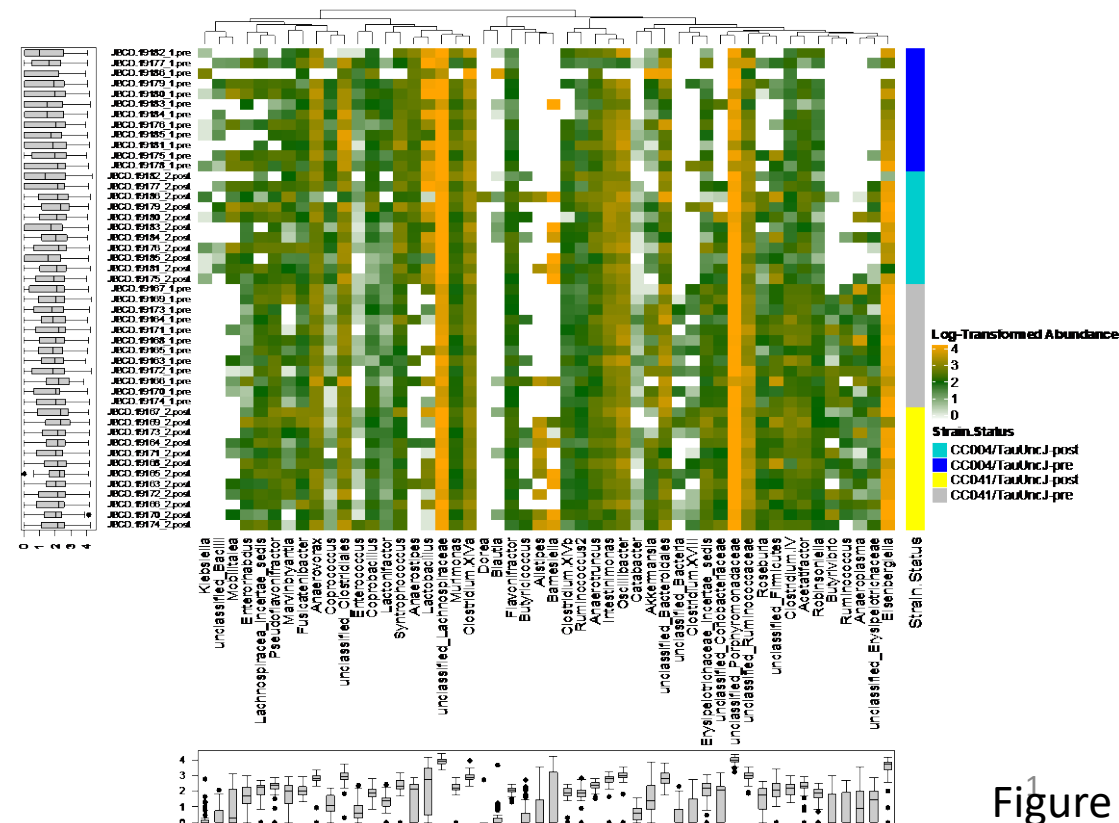 JBCD.19182_1.pre
JBCD.19177_1.pre
JBCD.19186_1.pre
JBCD.19179_1.pre
JBCD.19180_1.pre
JBCD.19183_1.pre
JBCD.19184_1.pre
JBCD.19176_1.pre
JBCD.19185_1.pre
JBCD.19181_1.pre
JBCD.19175_1.pre
JBCD.19178_1.pre
JBCD.19182_2.post
JBCD.19177_2.post
JBCD.19186_2.post
JBCD.19179_2.post
JBCD.19180_2.post
JBCD.19183_2.post
JBCD.19184_2.post
JBCD.19176_2.post
JBCD.19185_2.post
JBCD.19181_2.post
JBCD.19175_2.post
JBCD.19167_1.pre
JBCD.19169_1.pre
JBCD.19173_1.pre
JBCD.19164_1.pre
JBCD.19171_1.pre
JBCD.19168_1.pre
JBCD.19165_1.pre
JBCD.19163_1.pre
JBCD.19172_1.pre
JBCD.19166_1.pre
JBCD.19170_1.pre
JBCD.19174_1.pre
JBCD.19167_2.post
JBCD.19169_2.post
JBCD.19173_2.post
JBCD.19164_2.post
JBCD.19171_2.post
JBCD.19168_2.post
JBCD.19165_2.post
JBCD.19163_2.post
JBCD.19172_2.post
JBCD.19166_2.post
JBCD.19170_2.post
JBCD.19174_2.post
0 1 2 3 4
Log-Transformed Abundance
4
3
2
1
0
Strain.Status
CC004/TauUncJ-post
CC004/TauUncJ-pre
CC041/TauUncJ-post
CC041/TauUncJ-pre
Klebsiella
unclassified_Bacilli
Mobilitalea
Enterorhabdus
Lachnospiracea_incertae_sedis
Pseudoflavonifractor
Marvinbryantia
Fusicatenibacter
Anaerovorax
Coprococcus
unclassified_Clostridiales
Enterococcus
Coprobacillus
Lactonifactor
Syntrophococcus
Anaerostipes
Lactobacillus
unclassified_Lachnospiraceae
Murimonas
Clostridium.XIVa
Dorea
Blautia
Flavonifractor
Butyricicoccus
Alistipes
Barnesiella
Clostridium.XIVb
Ruminococcus2
Anaerotruncus
Intestinimonas
Oscillibacter
Catabacter
Akkermansia
unclassified_Bacteroidales
unclassified_Bacteria
Clostridium.XVIII
Erysipelotrichaceae_incertae_sedis
unclassified_Coriobacteriaceae
unclassified_Porphyromonadaceae
unclassified_Ruminococcaceae
Roseburia
unclassified_Firmicutes
Clostridium.IV
Acetatifactor
Robinsoniella
Butyrivibrio
Ruminococcus
Anaeroplasma
unclassified_Erysipelotrichaceae
Eisenbergiella
Strain.Status
4
3
2
1
0
1
Figure